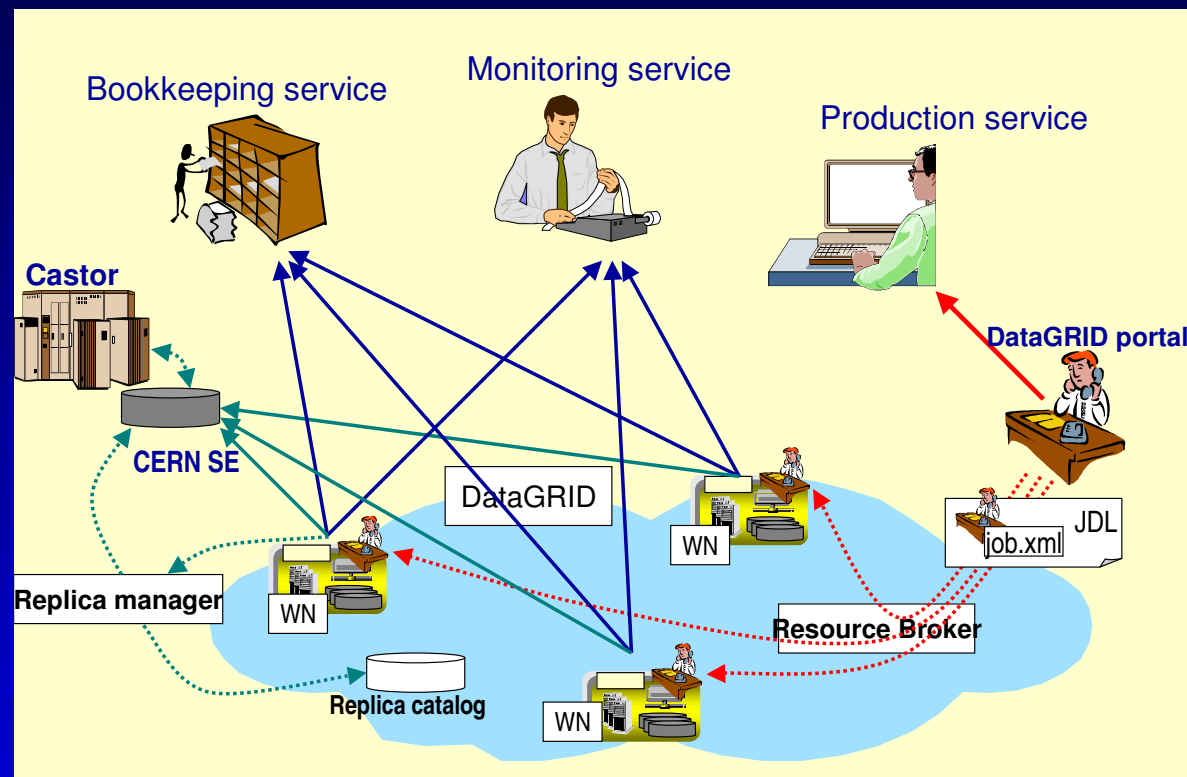 Monitoring service
Bookkeeping service
Production service
Castor
DataGRID portal
CERN SE
DataGRID
WN
JDL
job.xml
WN
Replica manager
Resource Broker
Replica catalog
WN